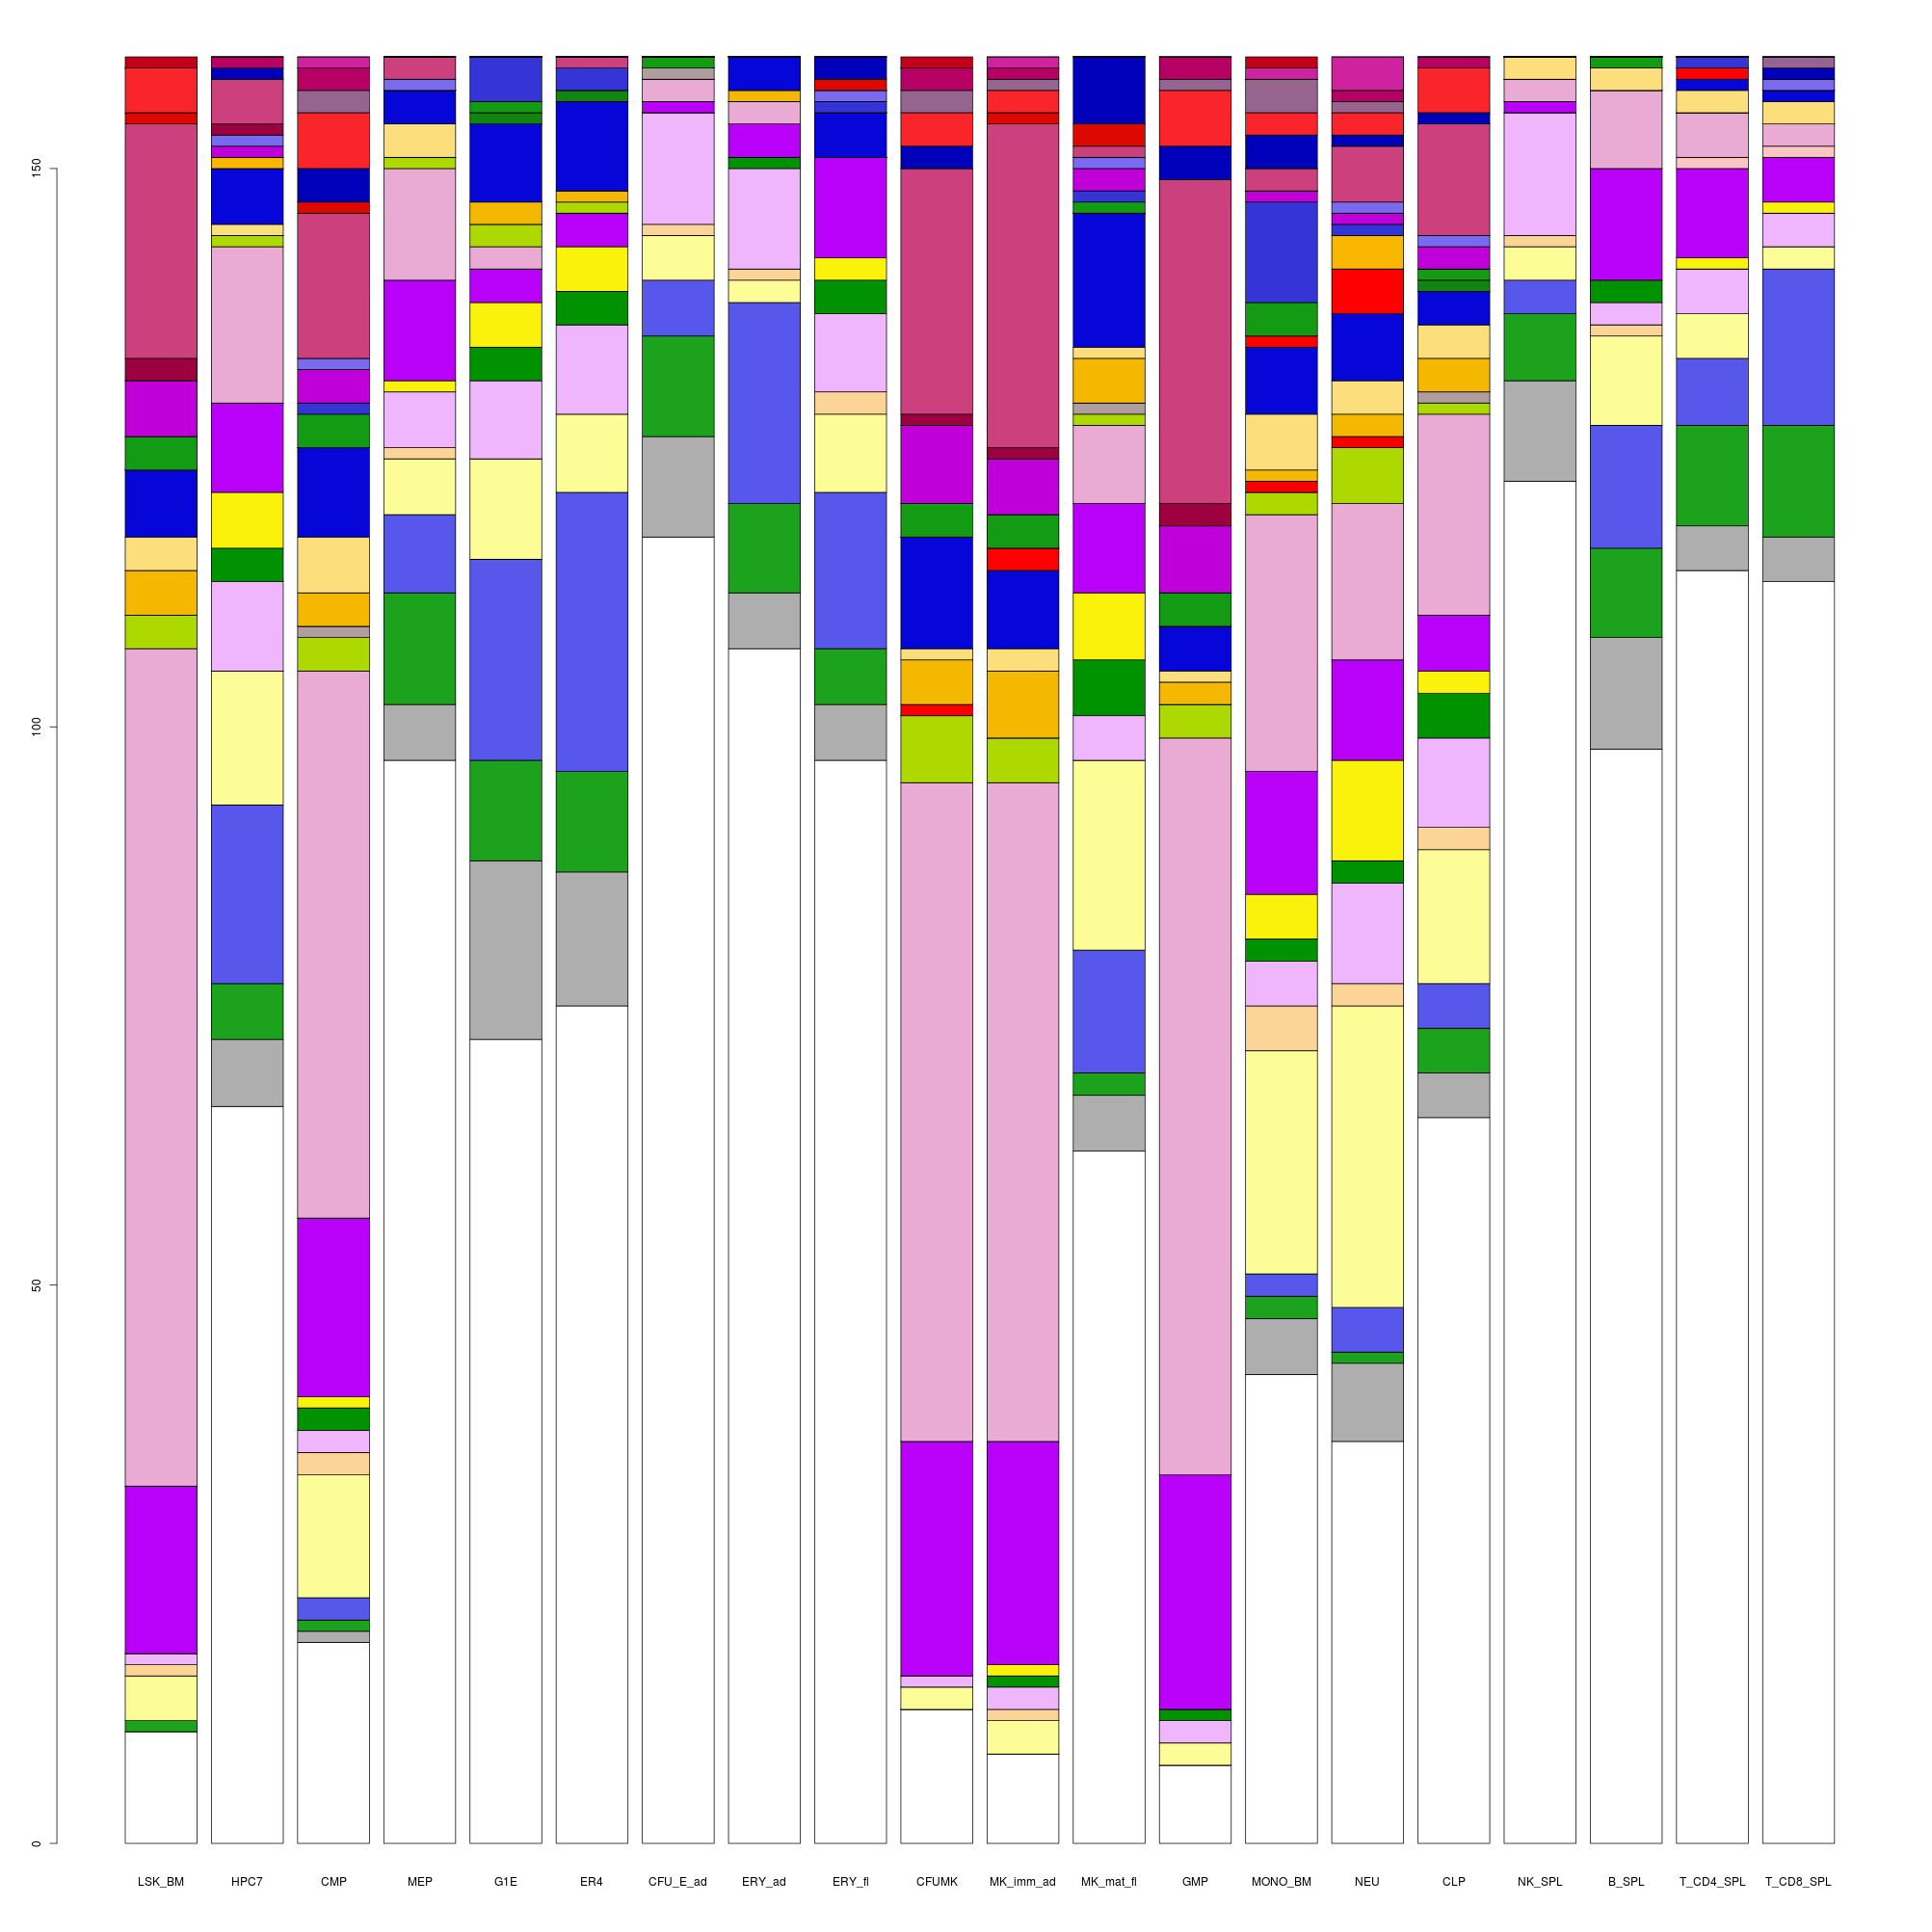 150
100
50
0
LSK_BM HPC7 CMP MEP G1E ER4 CFU_E_ad ERY_ad ERY_fl CFUMK MK_imm_ad MK_mat_fl GMP MONO_BM NEU CLP NK_SPL B_SPL T_CD4_SPL T_CD8_SPL